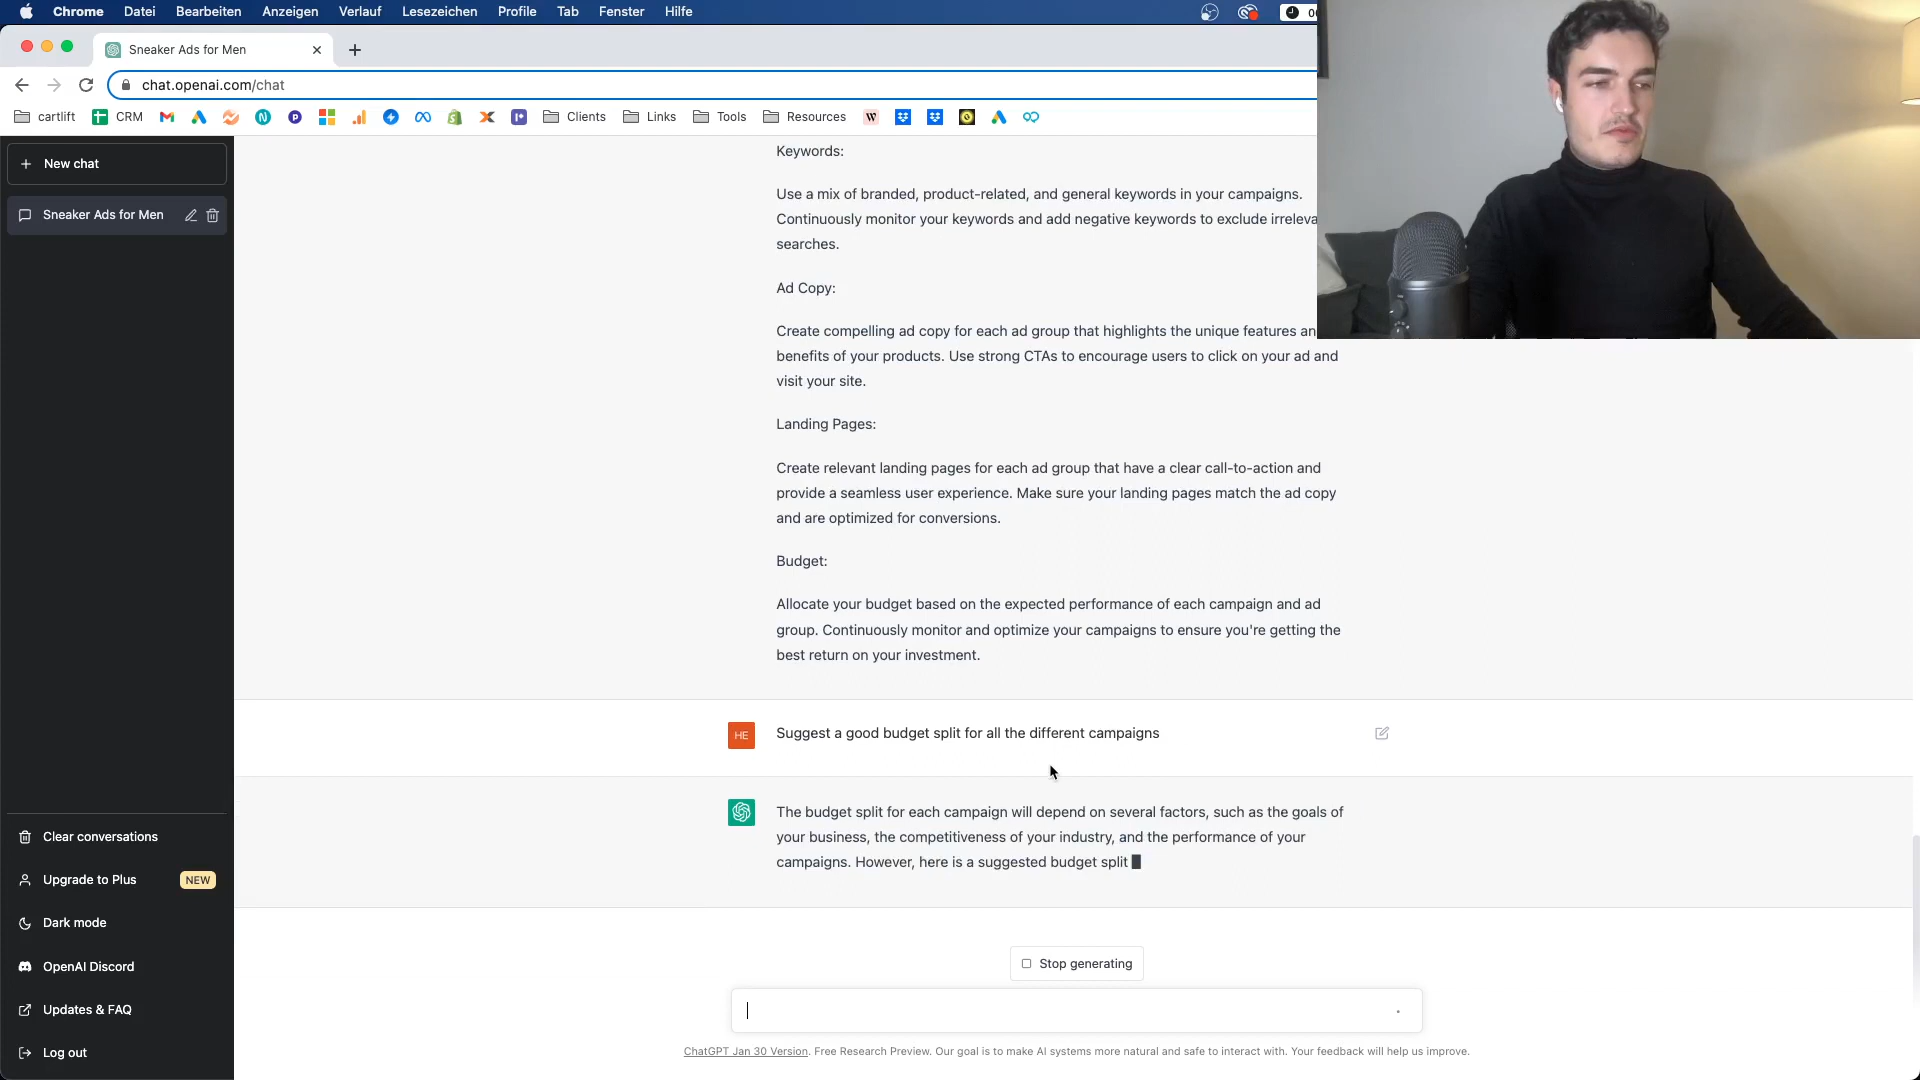 Chrome Datei Bearbeiten Anzeigen Verlauf Lesezeichen Profile Tab Fenster Hilfe
Sneaker Ads for Men
chat.openai.com/chat
cartlift CRM Clients Links Tools Resources
New chat
Sneaker Ads for Men
Keywords:
Use a mix of branded, product-related, and general keywords in your campaigns.
Continuously monitor your keywords and add negative keywords to exclude irreleva
searches.
Ad Copy:
Create compelling ad copy for each ad group that highlights the unique features an
benefits of your products. Use strong CTAs to encourage users to click on your ad and
visit your site.
Landing Pages:
Create relevant landing pages for each ad group that have a clear call-to-action and
provide a seamless user experience. Make sure your landing pages match the ad copy
and are optimized for conversions.
Budget:
Allocate your budget based on the expected performance of each campaign and ad
group. Continuously monitor and optimize your campaigns to ensure you're getting the
best return on your investment.
HE Suggest a good budget split for all the different campaigns
The budget split for each campaign will depend on several factors, such as the goals of
your business, the competitiveness of your industry, and the performance of your
campaigns. However, here is a suggested budget split
Clear conversations
Upgrade to Plus NEW
Dark mode
OpenAI Discord
Updates & FAQ
Log out
Stop generating
ChatGPT Jan 30 Version. Free Research Preview. Our goal is to make AI systems more natural and safe to interact with. Your feedback will help us improve.